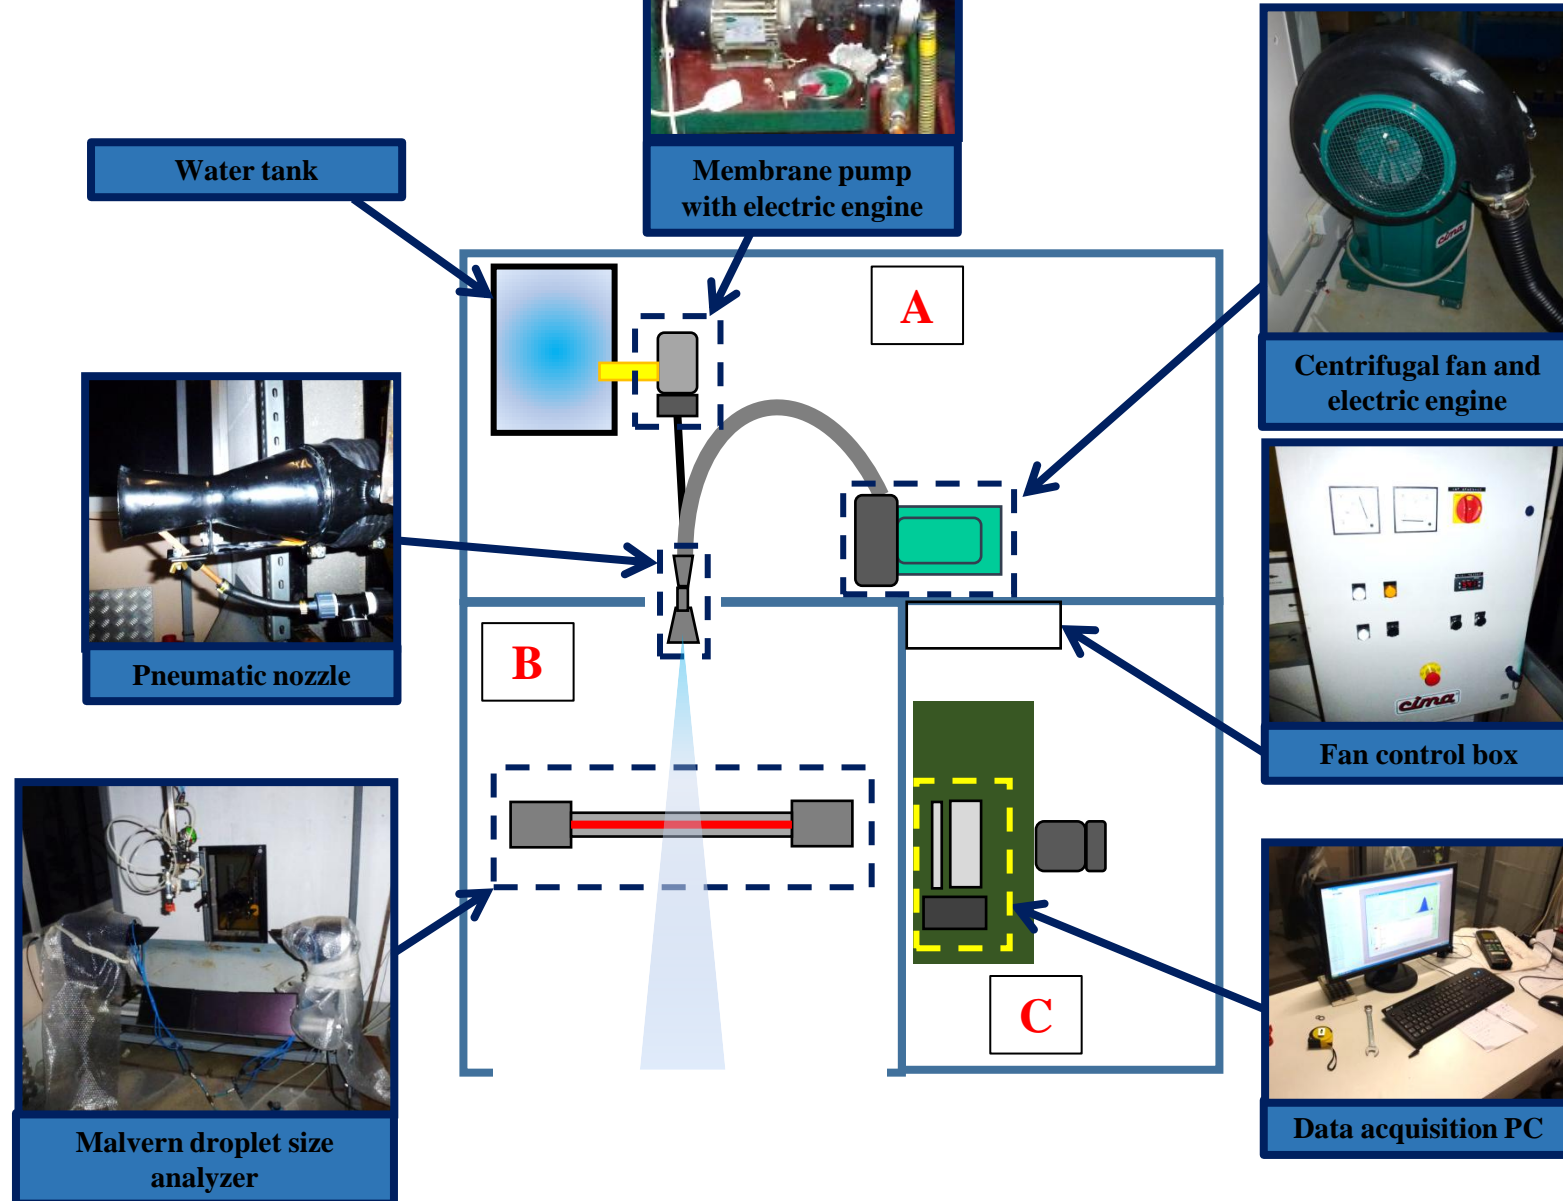 Water tank
Membrane pump
with electric engine
A
cima
Centrifugal fan and
electric engine
Pneumatic nozzle
B
cima
Fan control box
Malvern droplet size
analyzer
C
Data acquisition PC